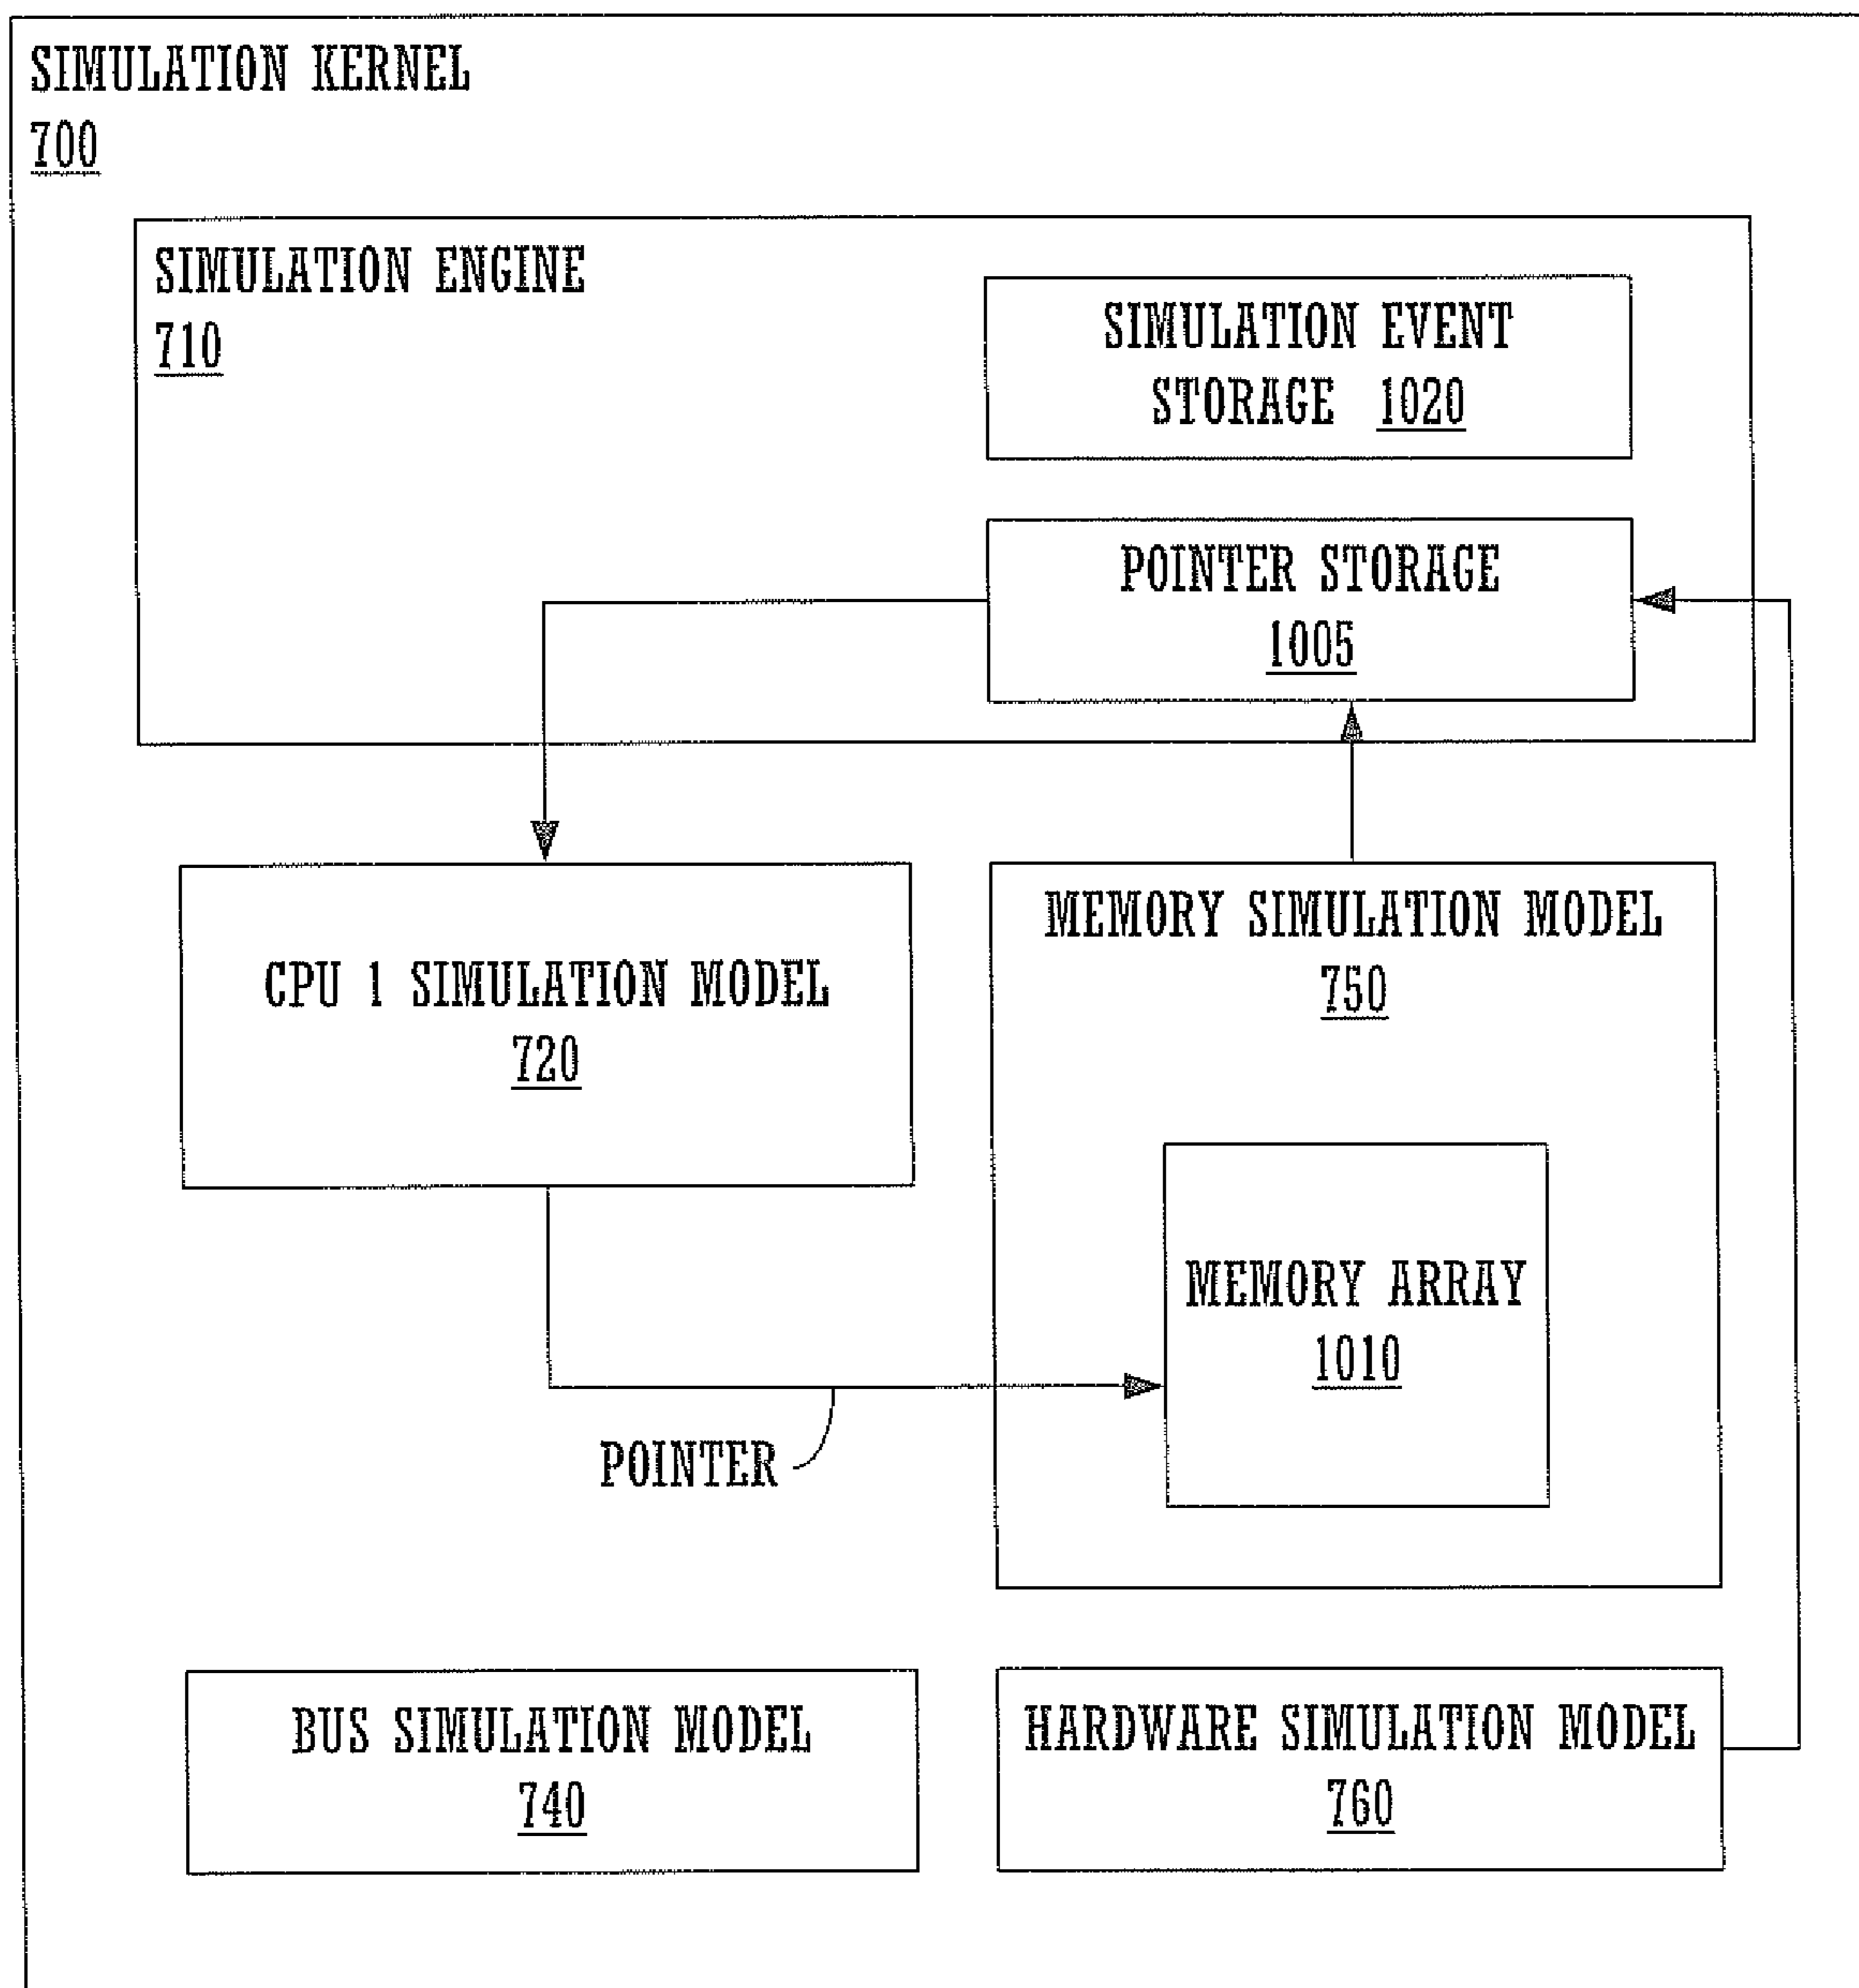 SIMULATION KERNEL
700
SIMULATION ENGINE
710
SIMULATION EVENT
STORAGE 1020
POINTER STORAGE
1005
CPU 1 SIMULATION MODEL
720
MEMORY SIMULATION MODEL
750
MEMORY ARRAY
1010
POINTER
BUS SIMULATION MODEL
740
HARDWARE SIMULATION MODEL
760